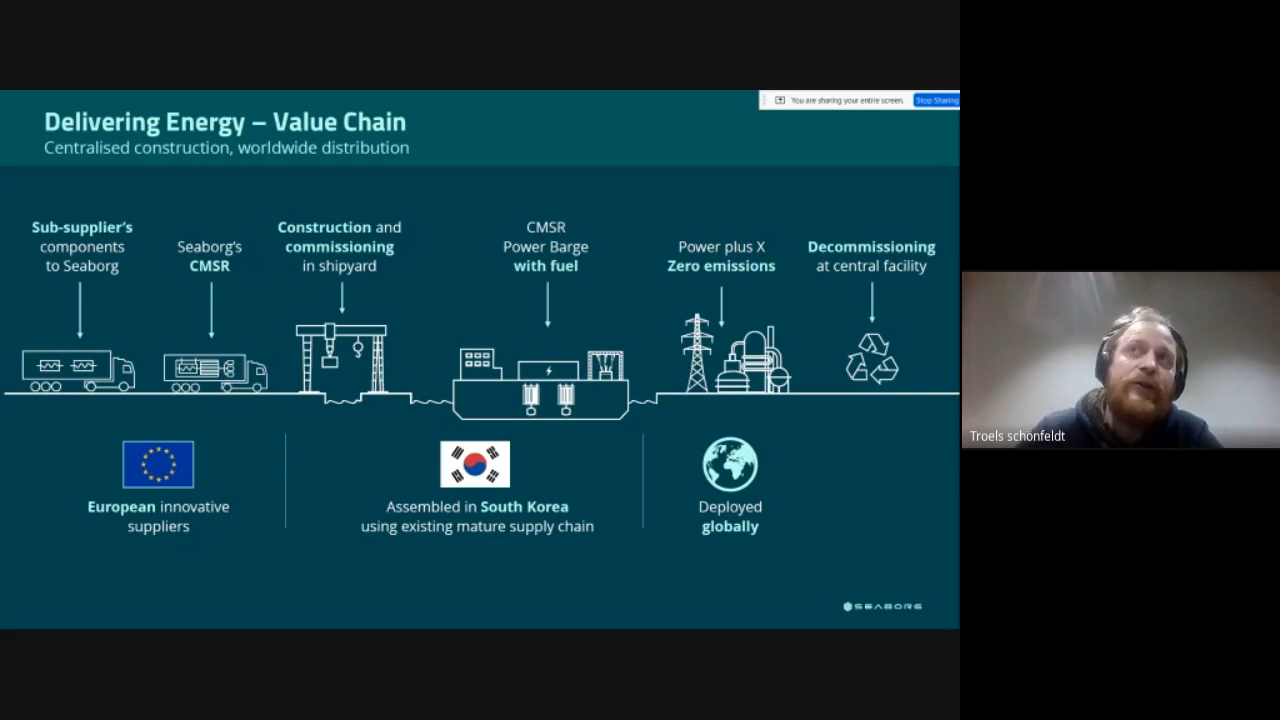 You are sharing your entire screen.
Stop Sharing
Delivering Energy – Value Chain
Centralised construction, worldwide distribution
Sub-supplier's
components
to Seaborg
Seaborg's
CMSR
Construction and
commissioning
in shipyard
CMSR
Power Barge
with fuel
Power plus X
Zero emissions
Decommissioning
at central facility
European innovative
suppliers
Assembled in South Korea
using existing mature supply chain
Deployed
globally
SEABORG
Troels schönfeldt